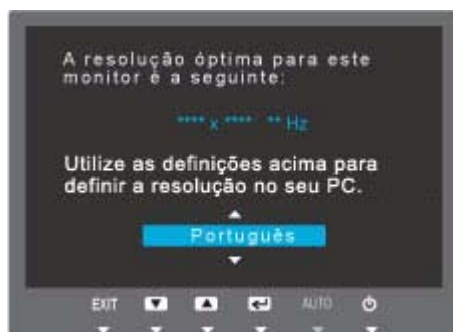 A resolução óptima para este
monitor é a seguinte:
**** x **** ** Hz
Utilize as definições acima para
definir a resolução no seu PC.
Português
EXIT AUTO